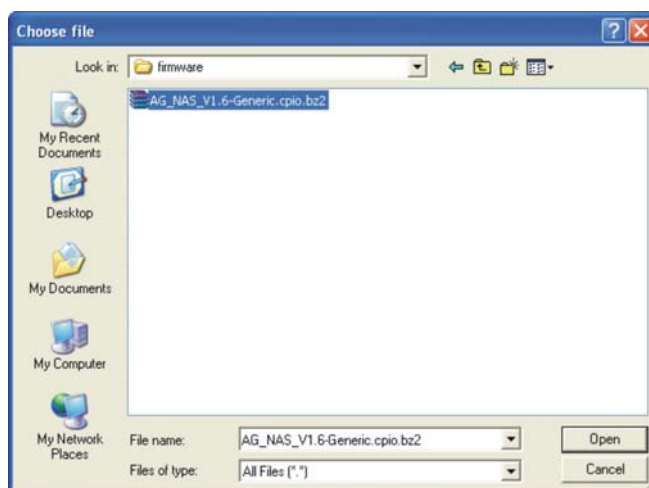 Choose file
Look in:
firmware
AG_NAS_V1.6-Generic.cpio.bz2
My Recent
Documents
Desktop
My Documents
My Computer
My Network
Places
File name:
AG_NAS_V1.6-Generic.cpio.bz2
Open
Files of type:
All Files (*.*)
Cancel